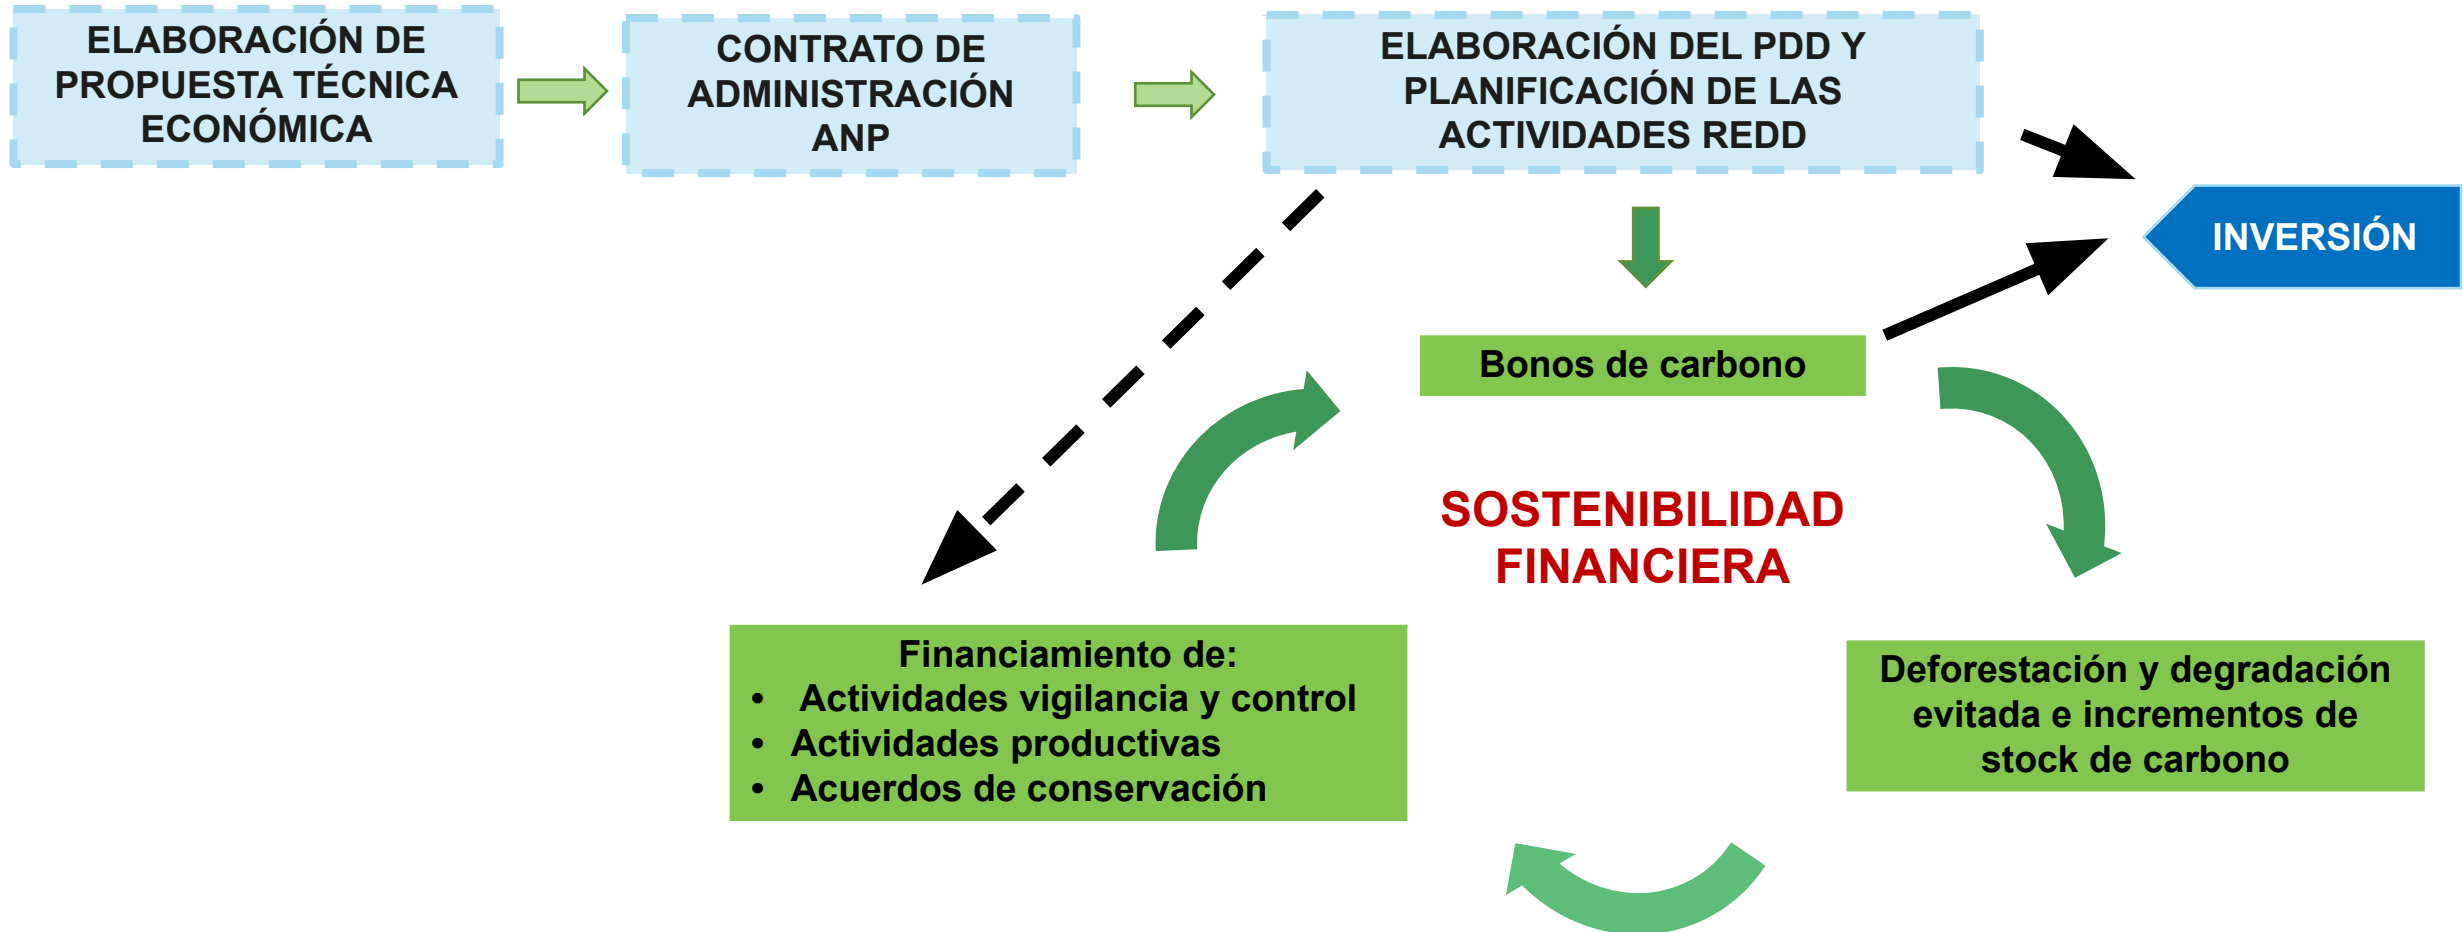 ELABORACIÓN DE
PROPUESTA TÉCNICA
ECONÓMICA
CONTRATO DE
ADMINISTRACIÓN
ANP
ELABORACIÓN DEL PDD Y
PLANIFICACIÓN DE LAS
ACTIVIDADES REDD
INVERSIÓN
Bonos de carbono
SOSTENIBILIDAD
FINANCIERA
Financiamiento de:
• Actividades vigilancia y control
• Actividades productivas
• Acuerdos de conservación
Deforestación y degradación
evitada e incrementos de
stock de carbono